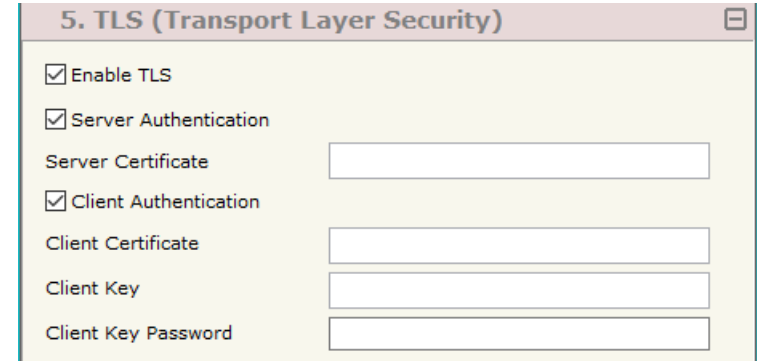 5. TLS (Transport Layer Security)
Enable TLS
Server Authentication
Server Certificate
Client Authentication
Client Certificate
Client Key
Client Key Password